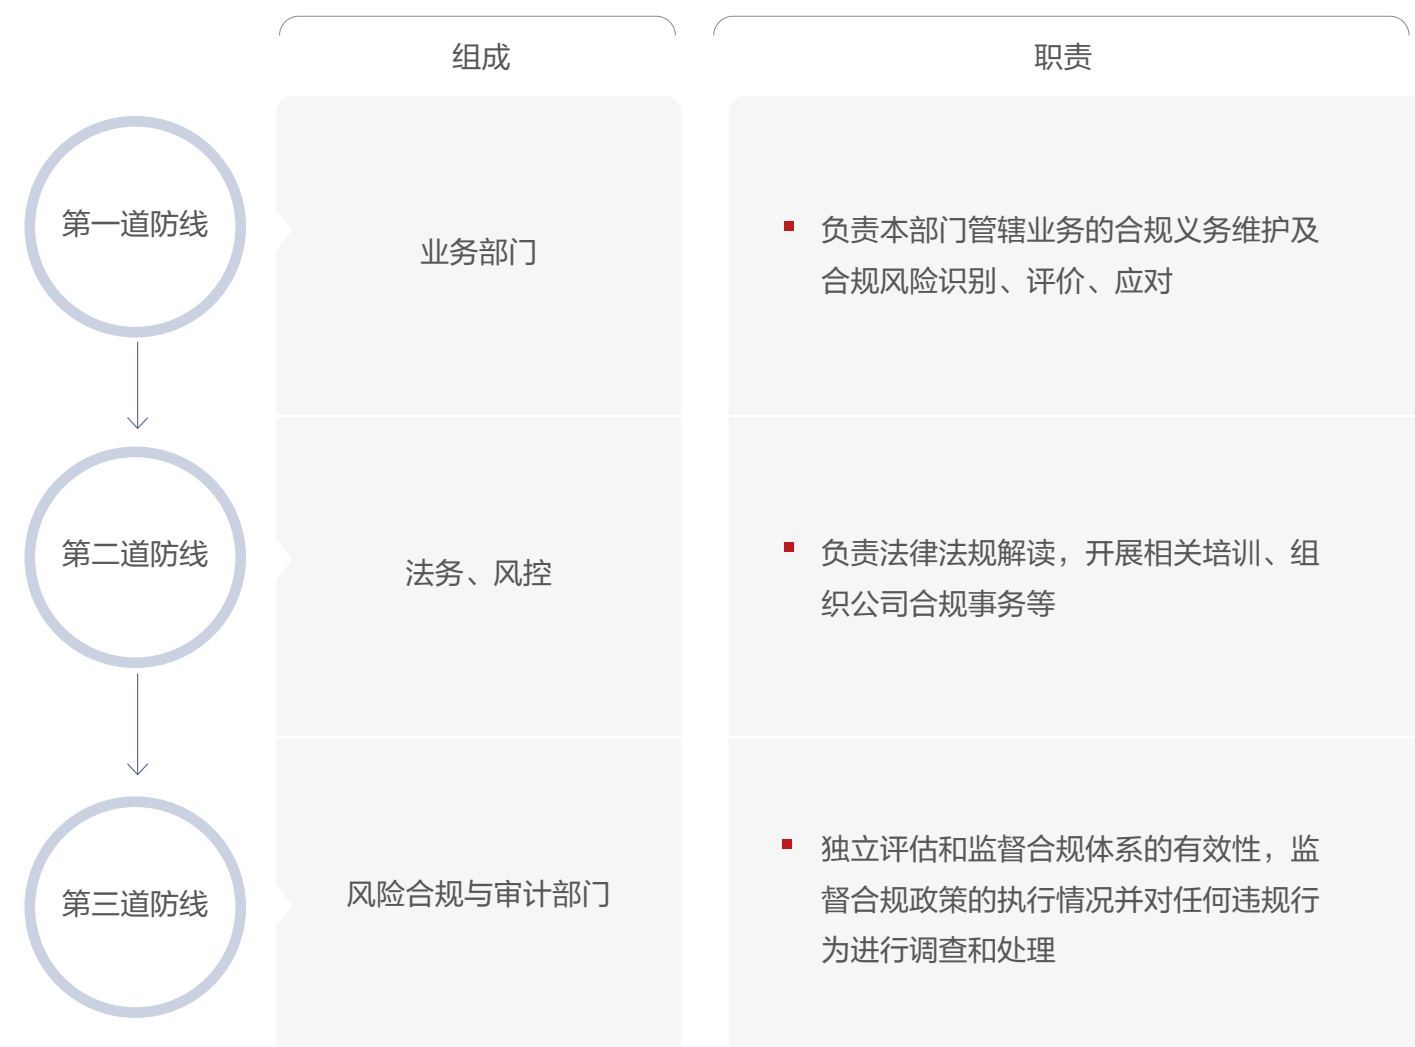 组成
职责
第一道防线
业务部门
负责本部门管辖业务的合规义务维护及
合规风险识别、评价、应对
第二道防线
法务、风控
负责法律法规解读，开展相关培训、组
织公司合规事务等
第三道防线
风险合规与审计部门
独立评估和监督合规体系的有效性，监
督合规政策的执行情况并对任何违规行
为进行调查和处理